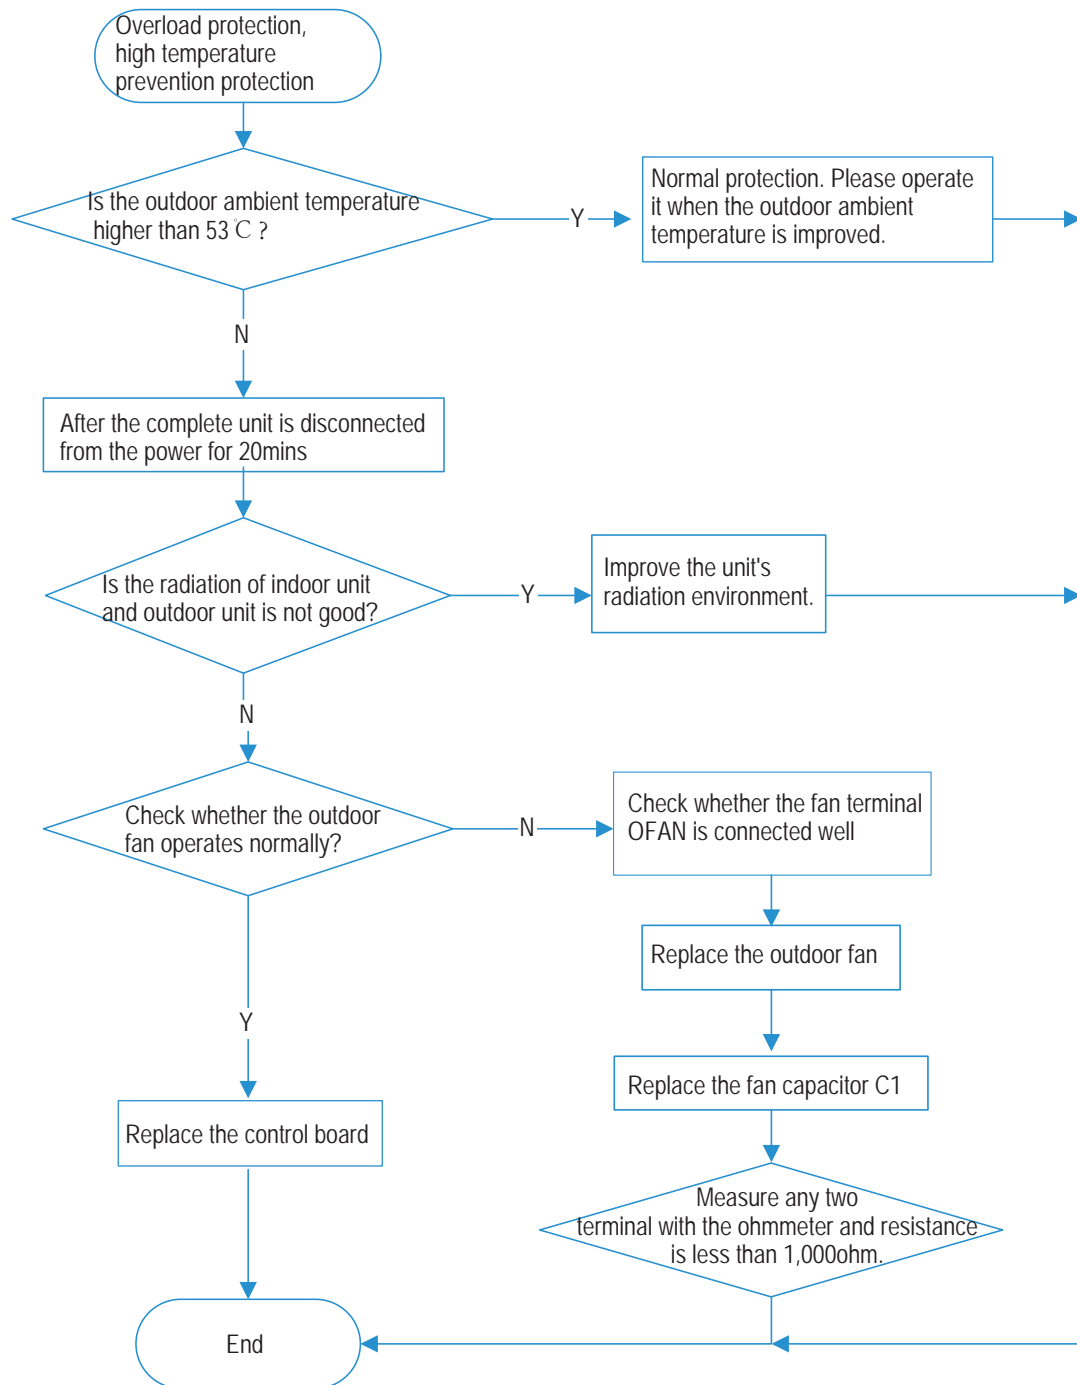 Overload protection,
high temperature
prevention protection
Is the outdoor ambient temperature
higher than 53℃ ?
Y
Normal protection. Please operate
it when the outdoor ambient
temperature is improved.
N
After the complete unit is disconnected
from the power for 20mins
Is the radiation of indoor unit
and outdoor unit is not good?
Y
Improve the unit's
radiation environment.
N
Check whether the outdoor
fan operates normally?
N
Check whether the fan terminal
OFAN is connected well
Replace the outdoor fan
Y
Replace the fan capacitor C1
Replace the control board
Measure any two
terminal with the ohmmeter and resistance
is less than 1,000ohm.
End